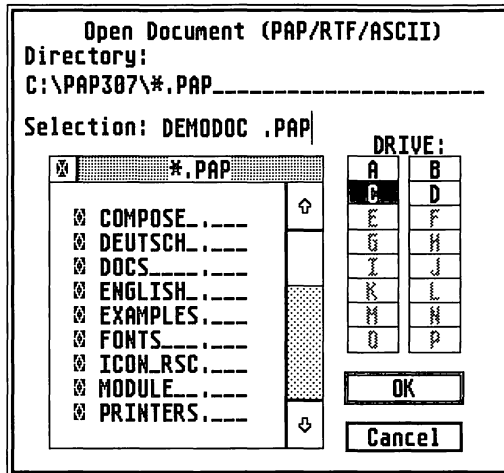 Open Document (PAP/RTF/ASCII)
Directory:
C:\PAP307\*.PAP______________________
Selection: DEMODOC .PAP
DRIVE:
*.PAP
A B
C D
E F
G H
I J
K L
M N
O P
COMPOSE_.___
DEUTSCH_.___
DOCS____.___
ENGLISH_.___
EXAMPLES.___
FONTS___.___
ICON_RSC.___
MODULE__.___
PRINTERS.___
OK
Cancel